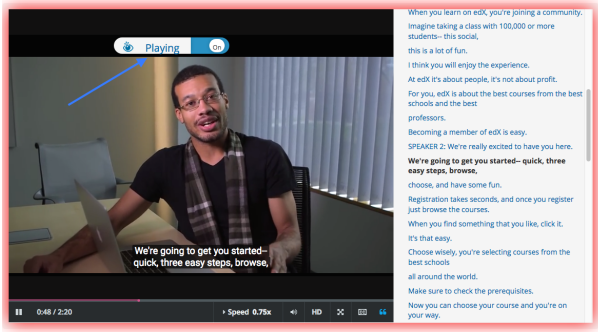 Playing
On
We're going to get you started--
quick, three easy steps, browse,
0:48 / 2:20
Speed 0.75x
HD
When you learn on edX, you're joining a community.
Imagine taking a class with 100,000 or more
students-- this social,
this is a lot of fun.
I think you will enjoy the experience.
At edX it's about people, it's not about profit.
For you, edX is about the best courses from the best
schools and the best
professors.
Becoming a member of edX is easy.
SPEAKER 2: We're really excited to have you here.
We're going to get you started-- quick, three
easy steps, browse,
choose, and have some fun.
Registration takes seconds, and once you register
just browse the courses.
When you find something that you like, click it.
It's that easy.
Choose wisely, you're selecting courses from the
best schools
all around the world.
Make sure to check the prerequisites.
Now you can choose your course and you're on
your way.